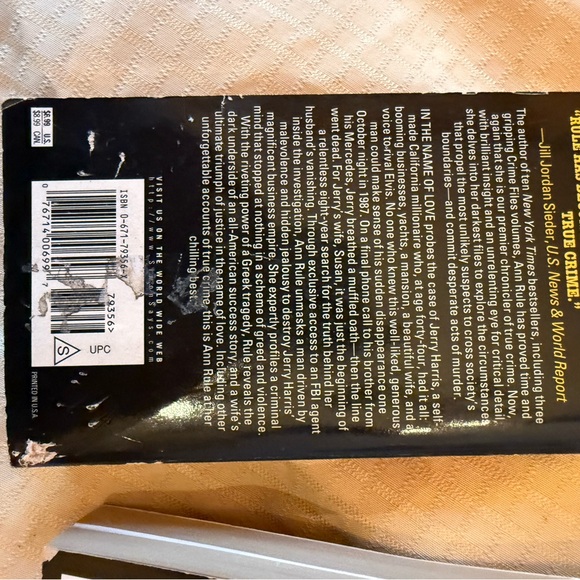 TRUE CRIME."
—Jill Jordan Sieder, U.S. News & World Report
The author of ten New York Times bestsellers, including three
gripping Crime Files volumes, Ann Rule has proved time and
again that she is our premier chronicler of true crime. Now,
with brilliant insight and an unrelenting eye for critical detail,
she delves into her darkest files to explore the circumstances
that propel the most unlikely suspects to cross society's
boundaries—and commit desperate acts of murder.
IN THE NAME OF LOVE probes the case of Jerry Harris, a self-
made California millionaire who, at age forty-four, had it all:
booming businesses, yachts, a mansion, a beautiful wife, and a
voice to rival Elvis. No one who knew this well-liked, generous
man could make sense of his sudden disappearance one
October night in 1987. In a final phone call to his brother from
his Mercedes, Jerry breathed a muffled oath—then the line
went dead. For Jerry's wife, Susan, it was just the beginning of
a relentless eight-year search for the truth behind her
husband's vanishing. Through exclusive access to an FBI agent
inside the investigation, Ann Rule unmasks a man driven by
malevolence and hidden jealousy to destroy Jerry Harris'
magnificent business empire. She expertly profiles a criminal
mind that stopped at nothing in a scheme of greed and violence.
With the riveting power of a Greek tragedy, Rule reveals the
dark underside of an all-American success story, and a wife's
ultimate triumph of justice in the name of love. Including other
unforgettable accounts of true crime, this is Ann Rule at her
chilling best.
VISIT US ON THE WORLD WIDE WEB
$6.99 U.S.
$8.99 CAN.
ISBN 0-671-79356-
79356>
0 76714 00699 7
S
UPC
PRINTED IN U.S.A.